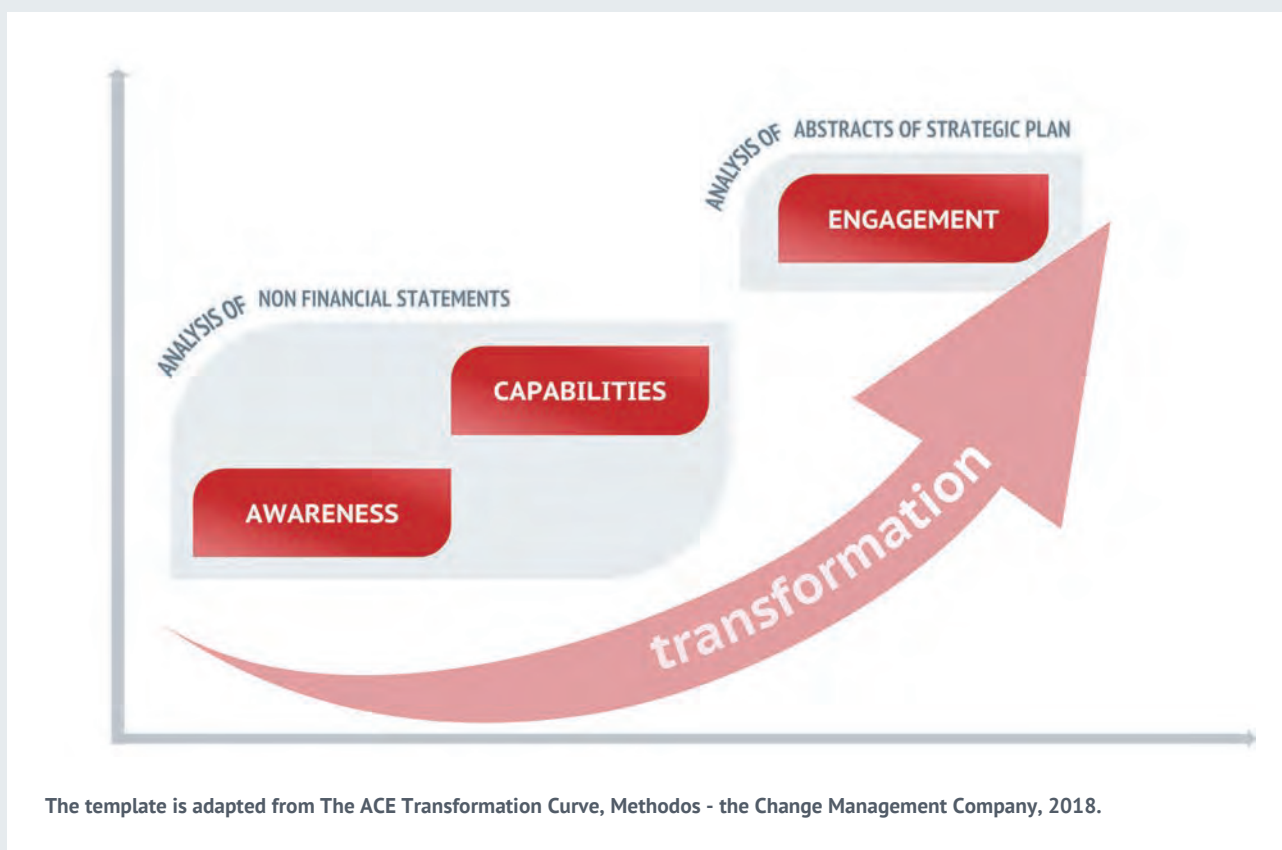 ANALYSIS OF ABSTRACTS OF STRATEGIC PLAN
ENGAGEMENT
ANALYSIS OF NON FINANCIAL STATEMENTS
CAPABILITIES
AWARENESS
transformation
The template is adapted from The ACE Transformation Curve, Methodos - the Change Management Company, 2018.